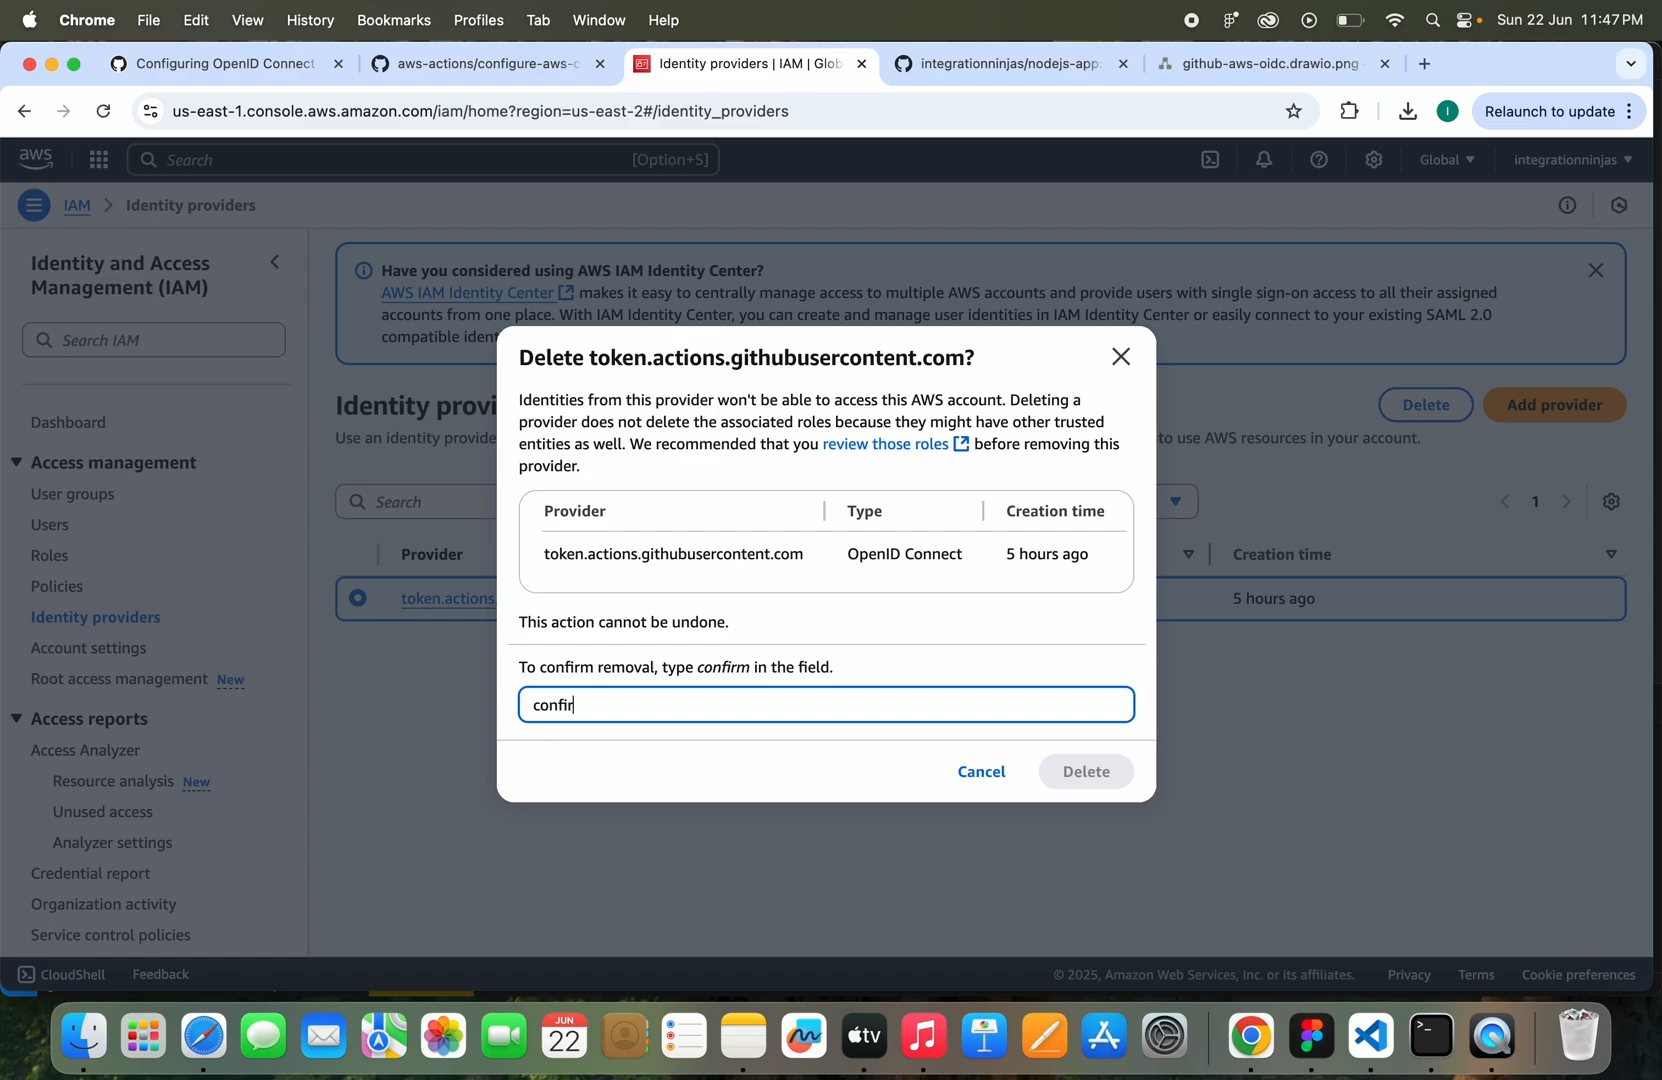 Chrome File Edit View History Bookmarks Profiles Tab Window Help Sun 22 Jun 11:47 PM
Configuring OpenID Connect
aws-actions/configure-aws-c
Identity providers | IAM | Glob
integrationninjas/nodejs-app:
github-aws-oidc.drawio.png
us-east-1.console.aws.amazon.com/iam/home?region=us-east-2#/identity_providers
I
Relaunch to update
aws
Search [Option+S]
Global
integrationninjas
IAM > Identity providers
Identity and Access
Management (IAM)
Search IAM
Dashboard
Access management
User groups
Users
Roles
Policies
Identity providers
Account settings
Root access management New
Access reports
Access Analyzer
Resource analysis New
Unused access
Analyzer settings
Credential report
Organization activity
Service control policies
Have you considered using AWS IAM Identity Center?
AWS IAM Identity Center makes it easy to centrally manage access to multiple AWS accounts and provide users with single sign-on access to all their assigned
accounts from one place. With IAM Identity Center, you can create and manage user identities in IAM Identity Center or easily connect to your existing SAML 2.0
compatible ident
Identity provi
Delete
Add provider
Use an identity provide
to use AWS resources in your account.
Search
1
Provider
Creation time
token.actions.
5 hours ago
Delete token.actions.githubusercontent.com?
Identities from this provider won't be able to access this AWS account. Deleting a
provider does not delete the associated roles because they might have other trusted
entities as well. We recommended that you review those roles before removing this
provider.
Provider Type Creation time
token.actions.githubusercontent.com OpenID Connect 5 hours ago
This action cannot be undone.
To confirm removal, type confirm in the field.
confir
Cancel Delete
CloudShell Feedback
© 2025, Amazon Web Services, Inc. or its affiliates. Privacy Terms Cookie preferences
JUN
22
tv